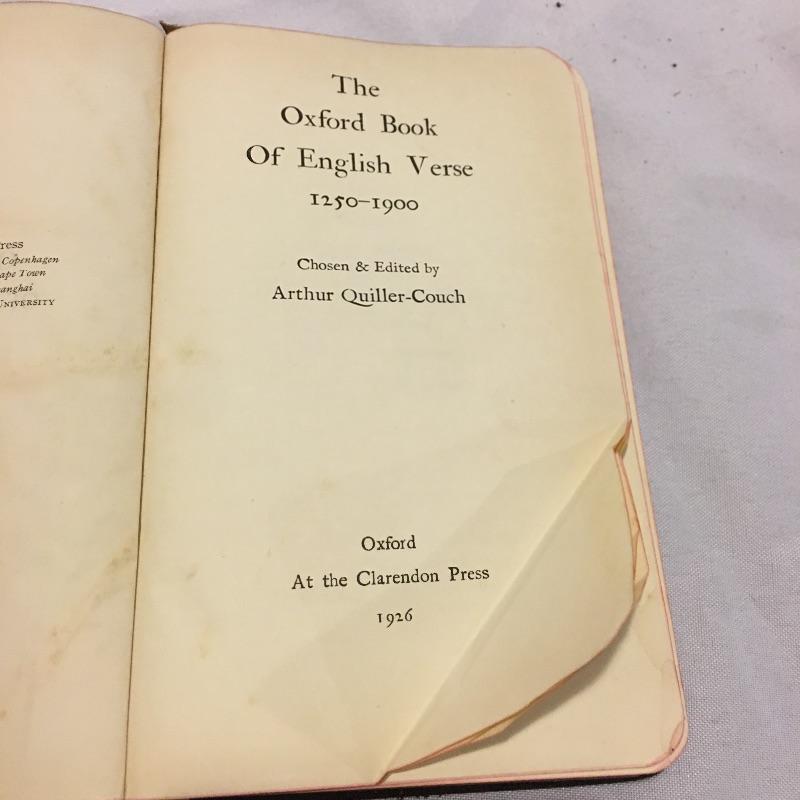 ress
Copenhagen
ape Town
anghai
UNIVERSITY
The
Oxford Book
Of English Verse
1250–1900
Chosen & Edited by
Arthur Quiller-Couch
Oxford
At the Clarendon Press
1926